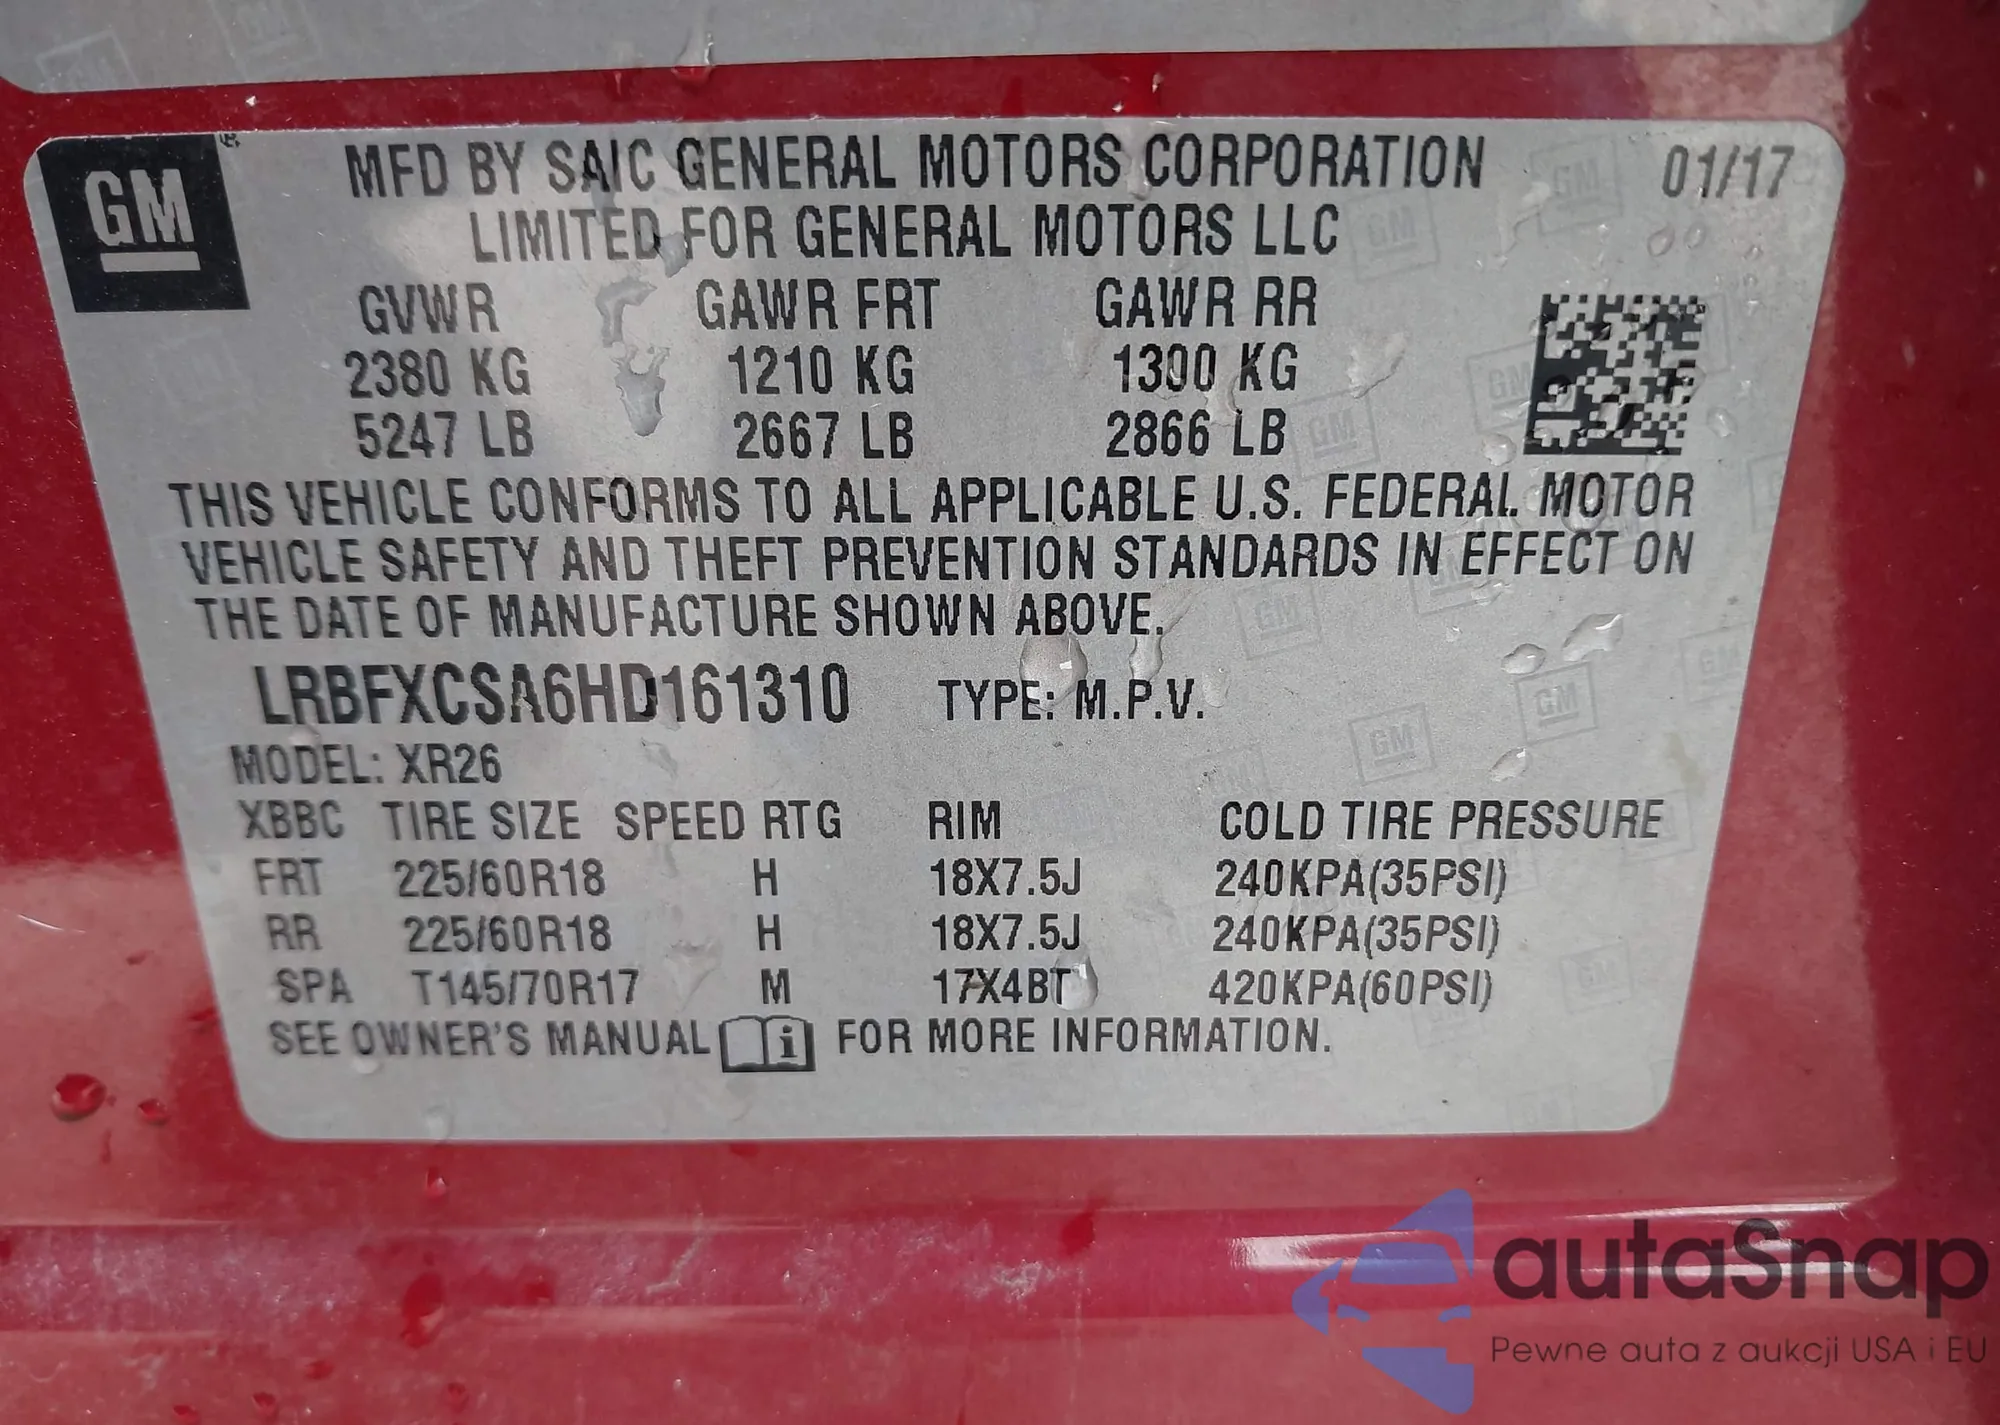 GM ®
MFD BY SAIC GENERAL MOTORS CORPORATION 01/17
LIMITED FOR GENERAL MOTORS LLC
GVWR GAWR FRT GAWR RR
2380 KG 1210 KG 1300 KG
5247 LB 2667 LB 2866 LB
THIS VEHICLE CONFORMS TO ALL APPLICABLE U.S. FEDERAL MOTOR
VEHICLE SAFETY AND THEFT PREVENTION STANDARDS IN EFFECT ON
THE DATE OF MANUFACTURE SHOWN ABOVE.
LRBFXCSA6HD161310 TYPE: M.P.V.
MODEL: XR26
XBBC TIRE SIZE SPEED RTG RIM COLD TIRE PRESSURE
FRT 225/60R18 H 18X7.5J 240KPA(35PSI)
RR 225/60R18 H 18X7.5J 240KPA(35PSI)
SPA T145/70R17 M 17X4BT 420KPA(60PSI)
SEE OWNER'S MANUAL i FOR MORE INFORMATION.
autaSnap
Pewne auta z aukcji USA i EU